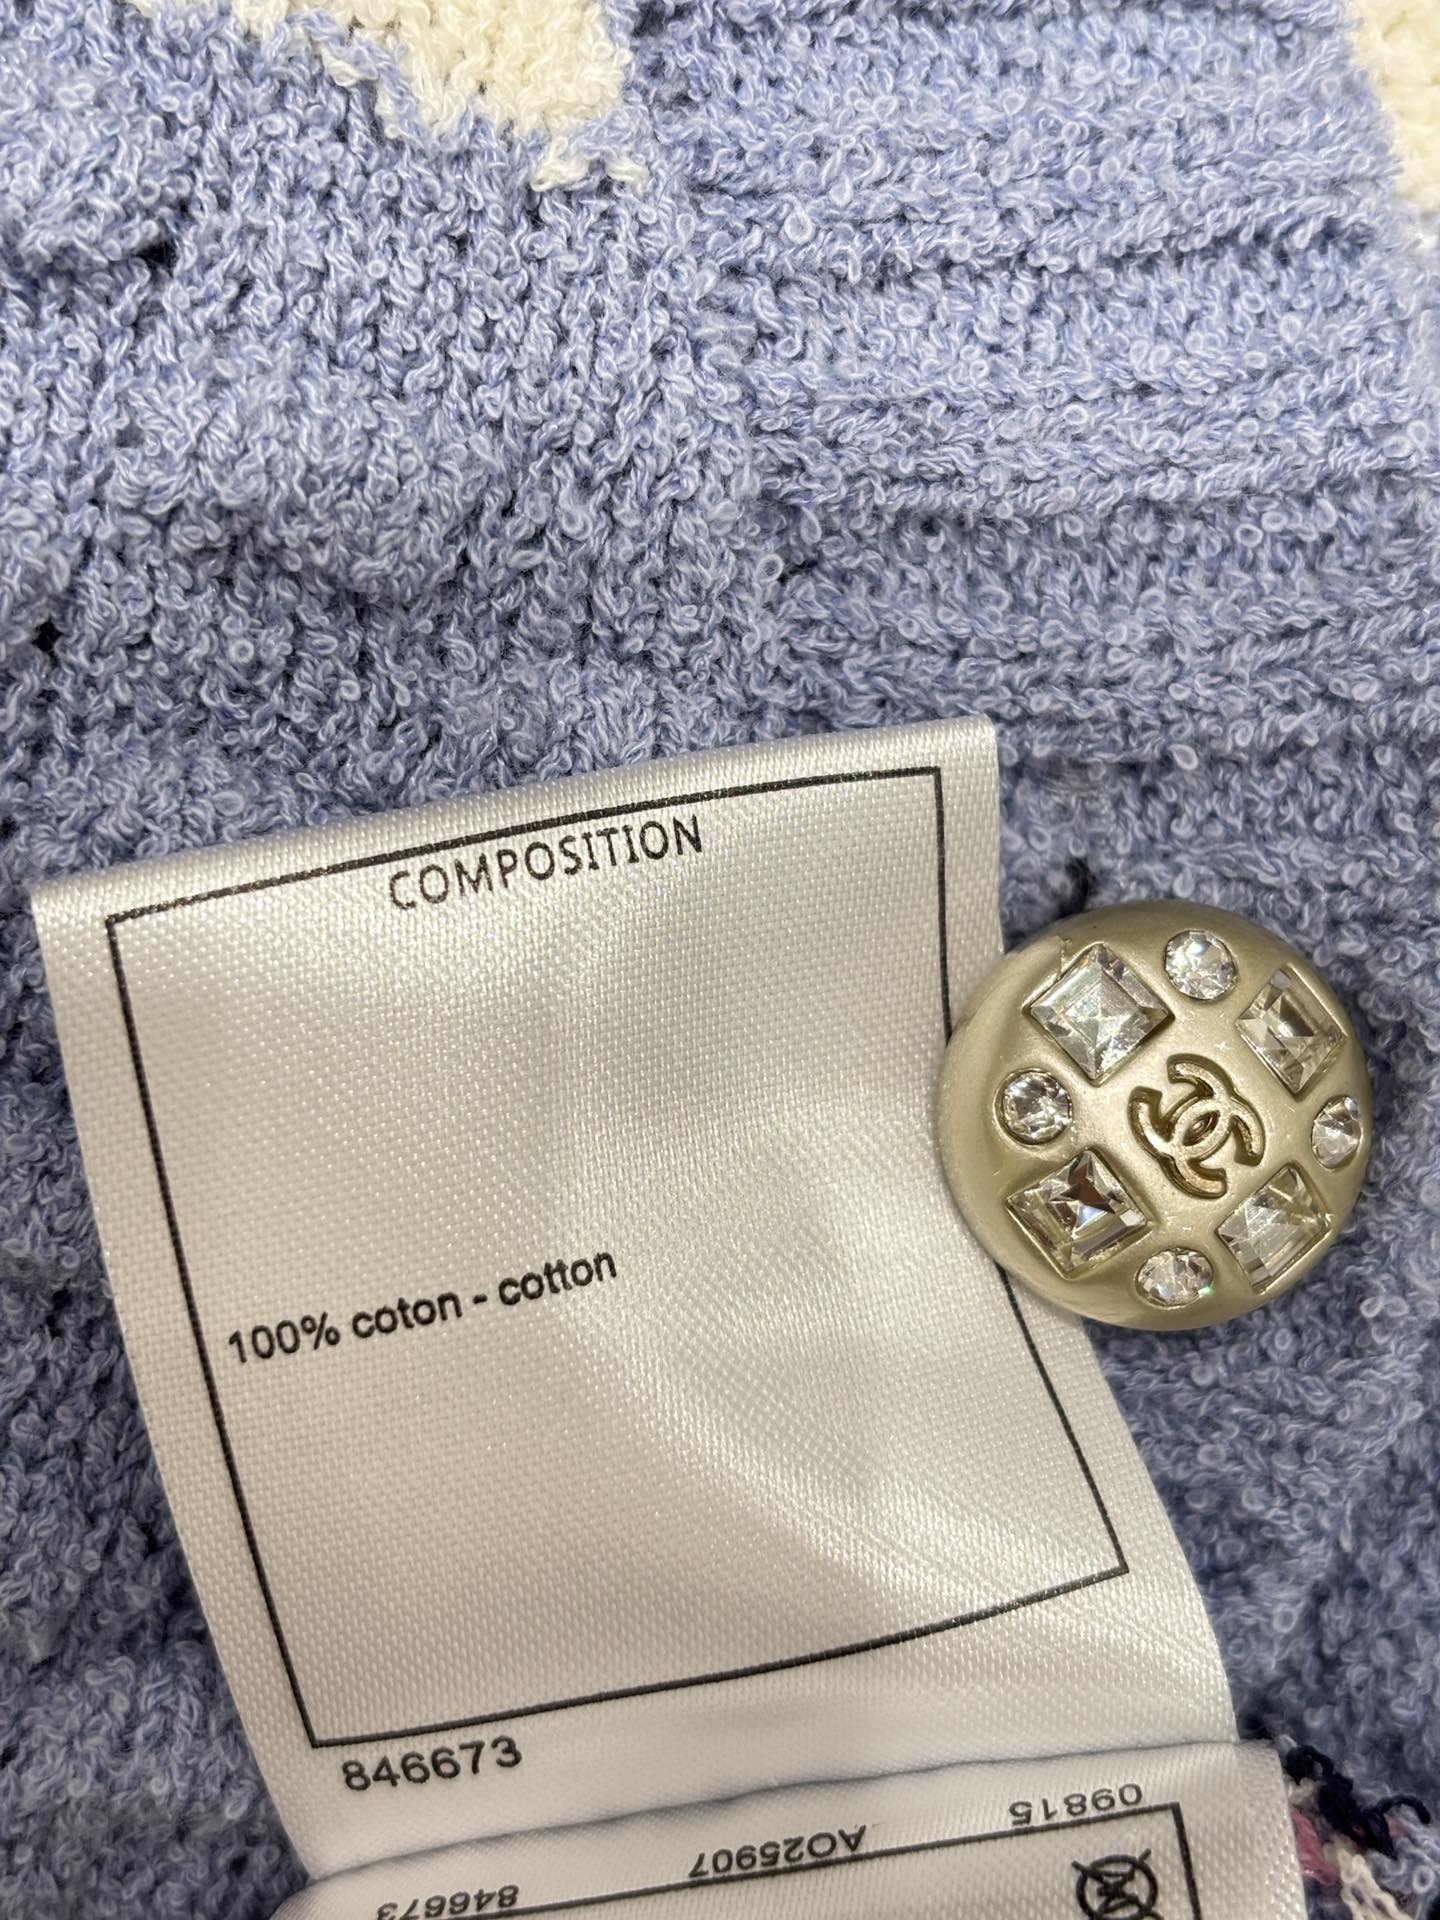 COMPOSITION
100% coton - cotton
846673
846673 AO25907 09815